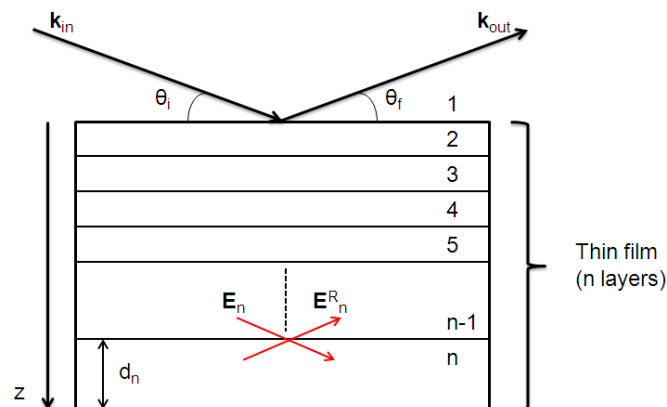 k_in
k_out
θ_i
θ_f
1
2
3
4
5
E_n
E^R_n
n-1
n
d_n
z
Thin film
(n layers)